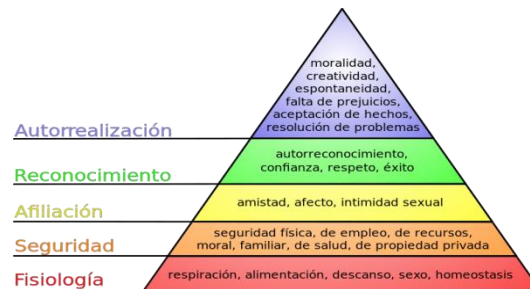 moralidad,
creatividad,
espontaneidad,
falta de prejuicios,
aceptación de hechos,
resolución de problemas
Autorrealización
autorreconocimiento,
confianza, respeto, éxito
Reconocimiento
amistad, afecto, intimidad sexual
Afiliación
seguridad física, de empleo, de recursos,
moral, familiar, de salud, de propiedad privada
Seguridad
respiración, alimentación, descanso, sexo, homeostasis
Fisiología